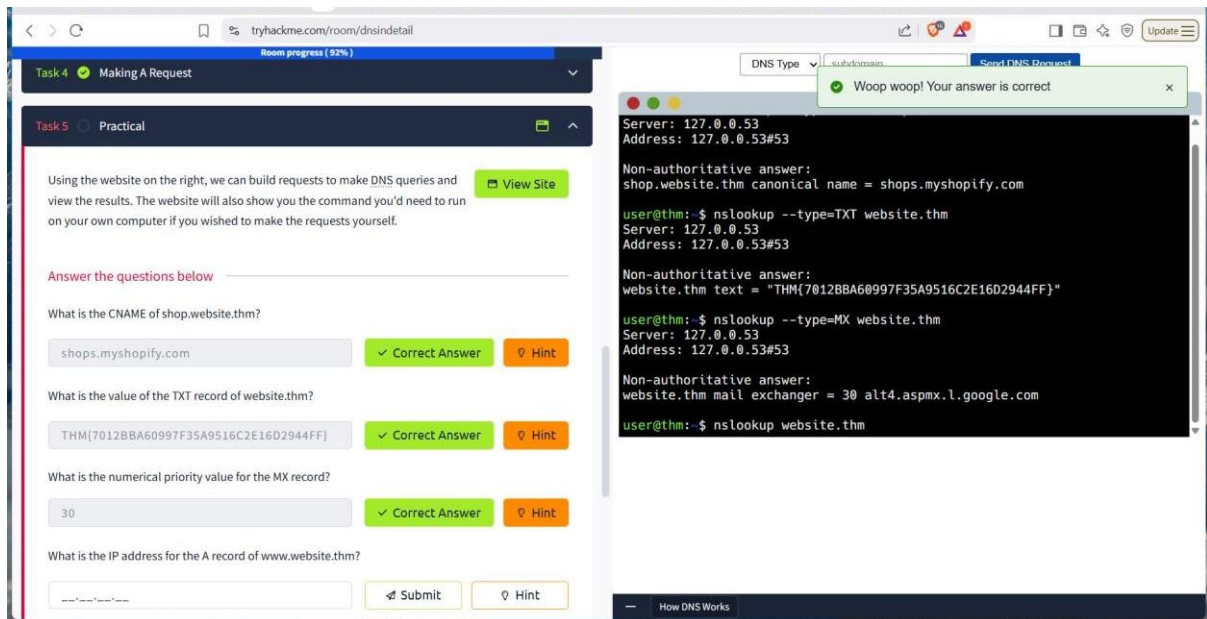 tryhackme.com/room/dnsindetail
Update
Room progress ( 92% )
Task 4 Making A Request
Task 5 Practical
Using the website on the right, we can build requests to make DNS queries and
view the results. The website will also show you the command you'd need to run
on your own computer if you wished to make the requests yourself.
View Site
Answer the questions below
What is the CNAME of shop.website.thm?
shops.myshopify.com
Correct Answer
Hint
What is the value of the TXT record of website.thm?
THM{7012BBA60997F35A9516C2E16D2944FF}
Correct Answer
Hint
What is the numerical priority value for the MX record?
30
Correct Answer
Hint
What is the IP address for the A record of www.website.thm?
__.__.__.__
Submit
Hint
DNS Type
subdomain
Send DNS Request
Woop woop! Your answer is correct
Server: 127.0.0.53
Address: 127.0.0.53#53
Non-authoritative answer:
shop.website.thm canonical name = shops.myshopify.com
user@thm:~$ nslookup --type=TXT website.thm
Server: 127.0.0.53
Address: 127.0.0.53#53
Non-authoritative answer:
website.thm text = "THM{7012BBA60997F35A9516C2E16D2944FF}"
user@thm:~$ nslookup --type=MX website.thm
Server: 127.0.0.53
Address: 127.0.0.53#53
Non-authoritative answer:
website.thm mail exchanger = 30 alt4.aspmx.l.google.com
user@thm:~$ nslookup website.thm
How DNS Works